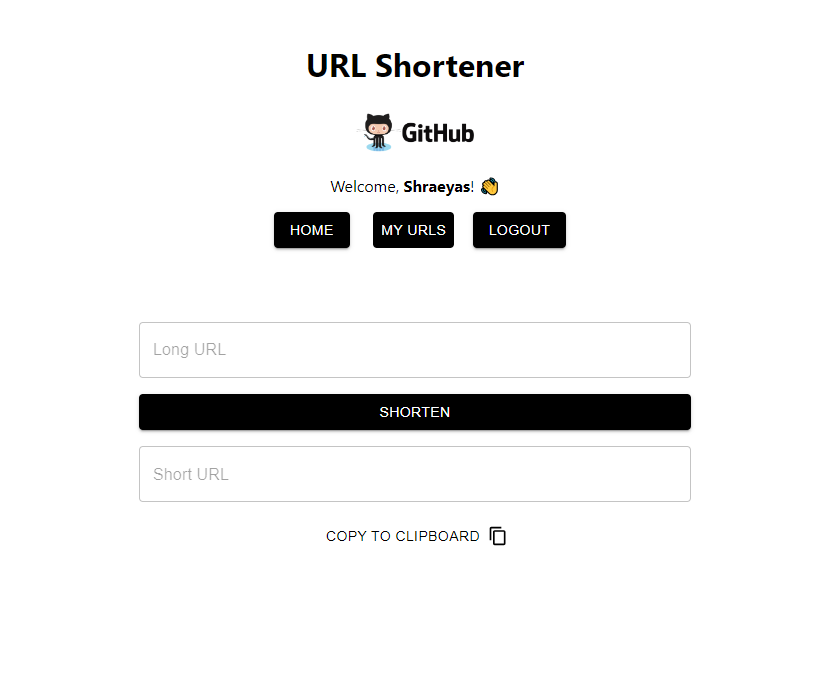 URL Shortener
GitHub
Welcome, Shraeyas! 👏
HOME MY URLS LOGOUT
Long URL
SHORTEN
Short URL
COPY TO CLIPBOARD